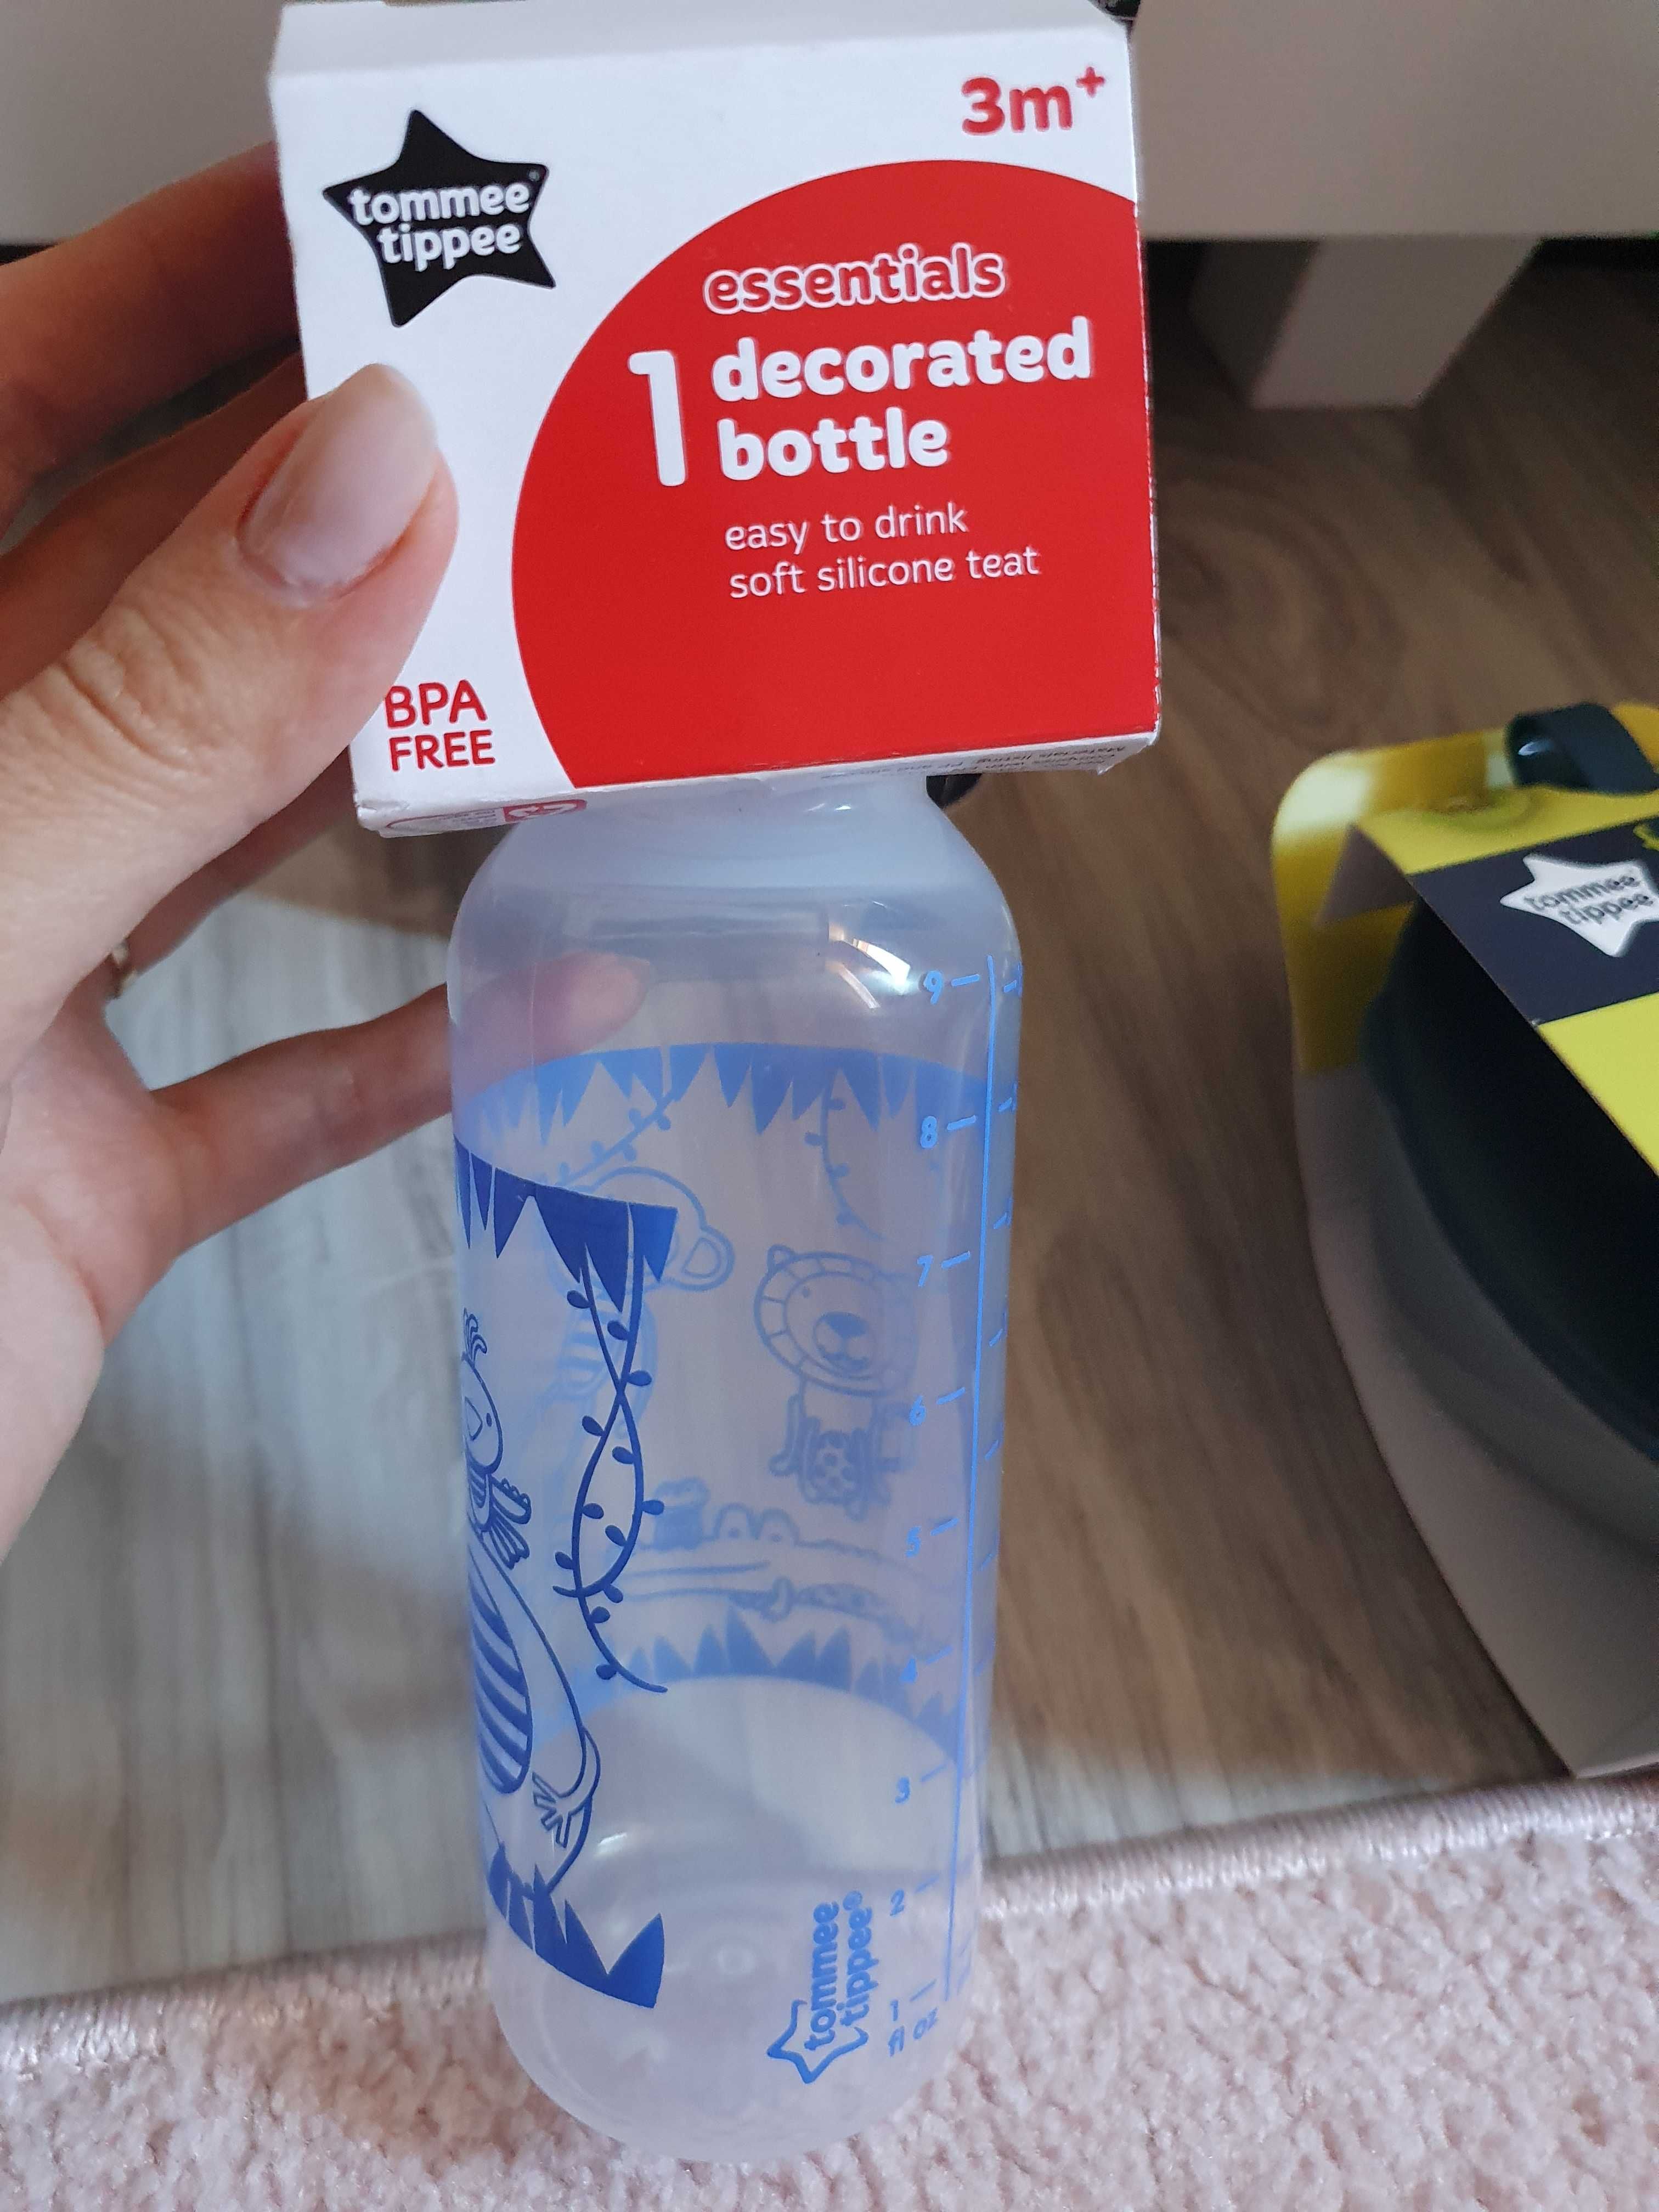 3m+
tommee
tippee
essentials
1 decorated
bottle
easy to drink
soft silicone teat
BPA
FREE
tommee
tippee
9
8
7
6
5
4
3
2
1
fl oz
tommee
tippee®